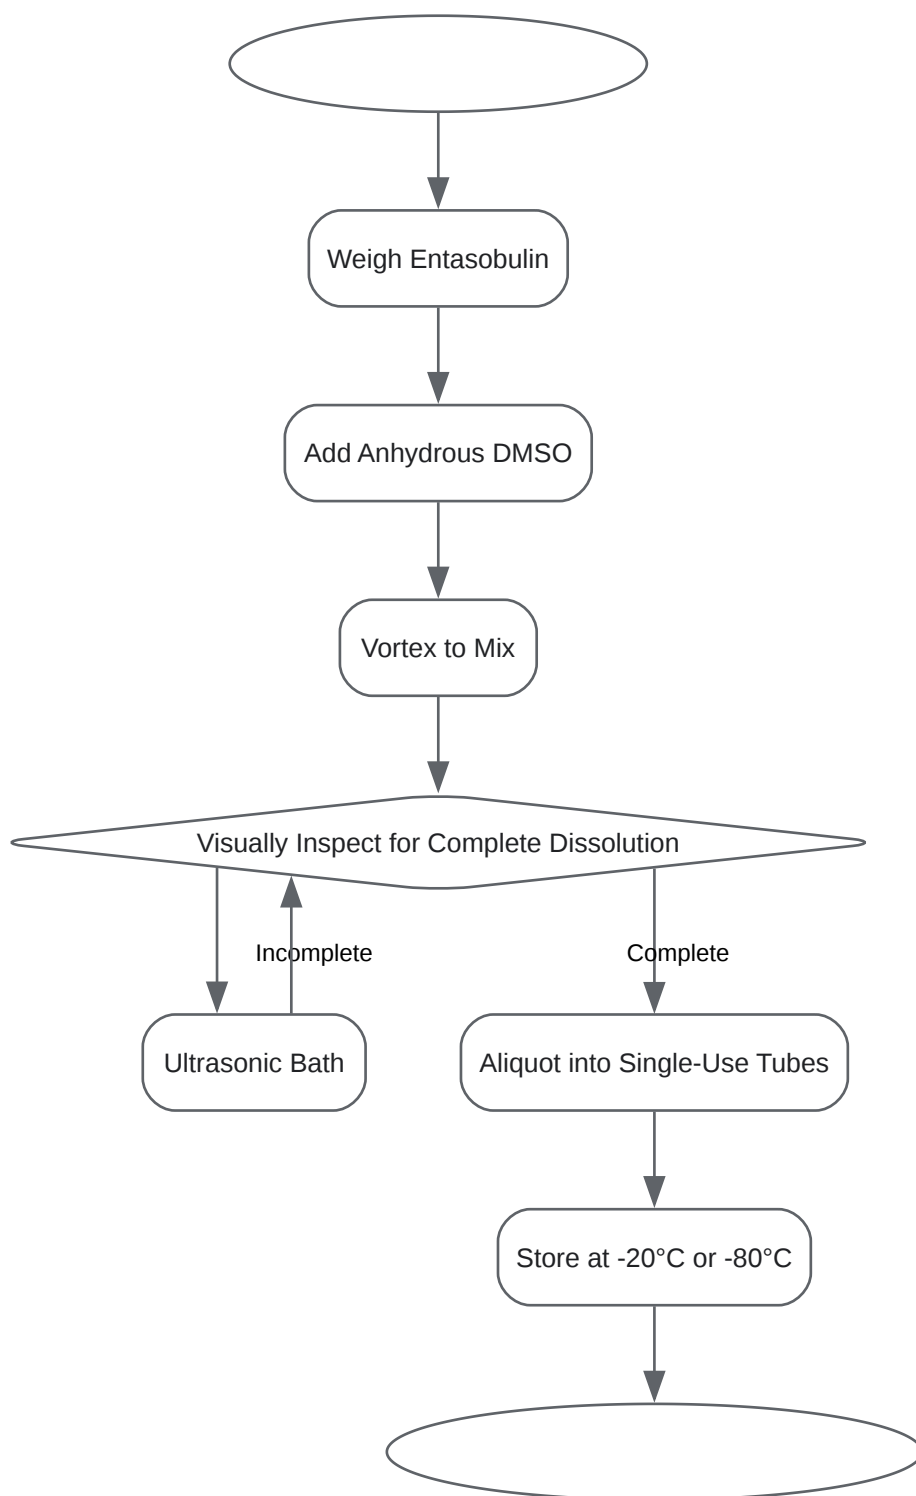 Weigh Entasobulin
Add Anhydrous DMSO
Vortex to Mix
Visually Inspect for Complete Dissolution
Incomplete
Complete
Ultrasonic Bath
Aliquot into Single-Use Tubes
Store at -20°C or -80°C